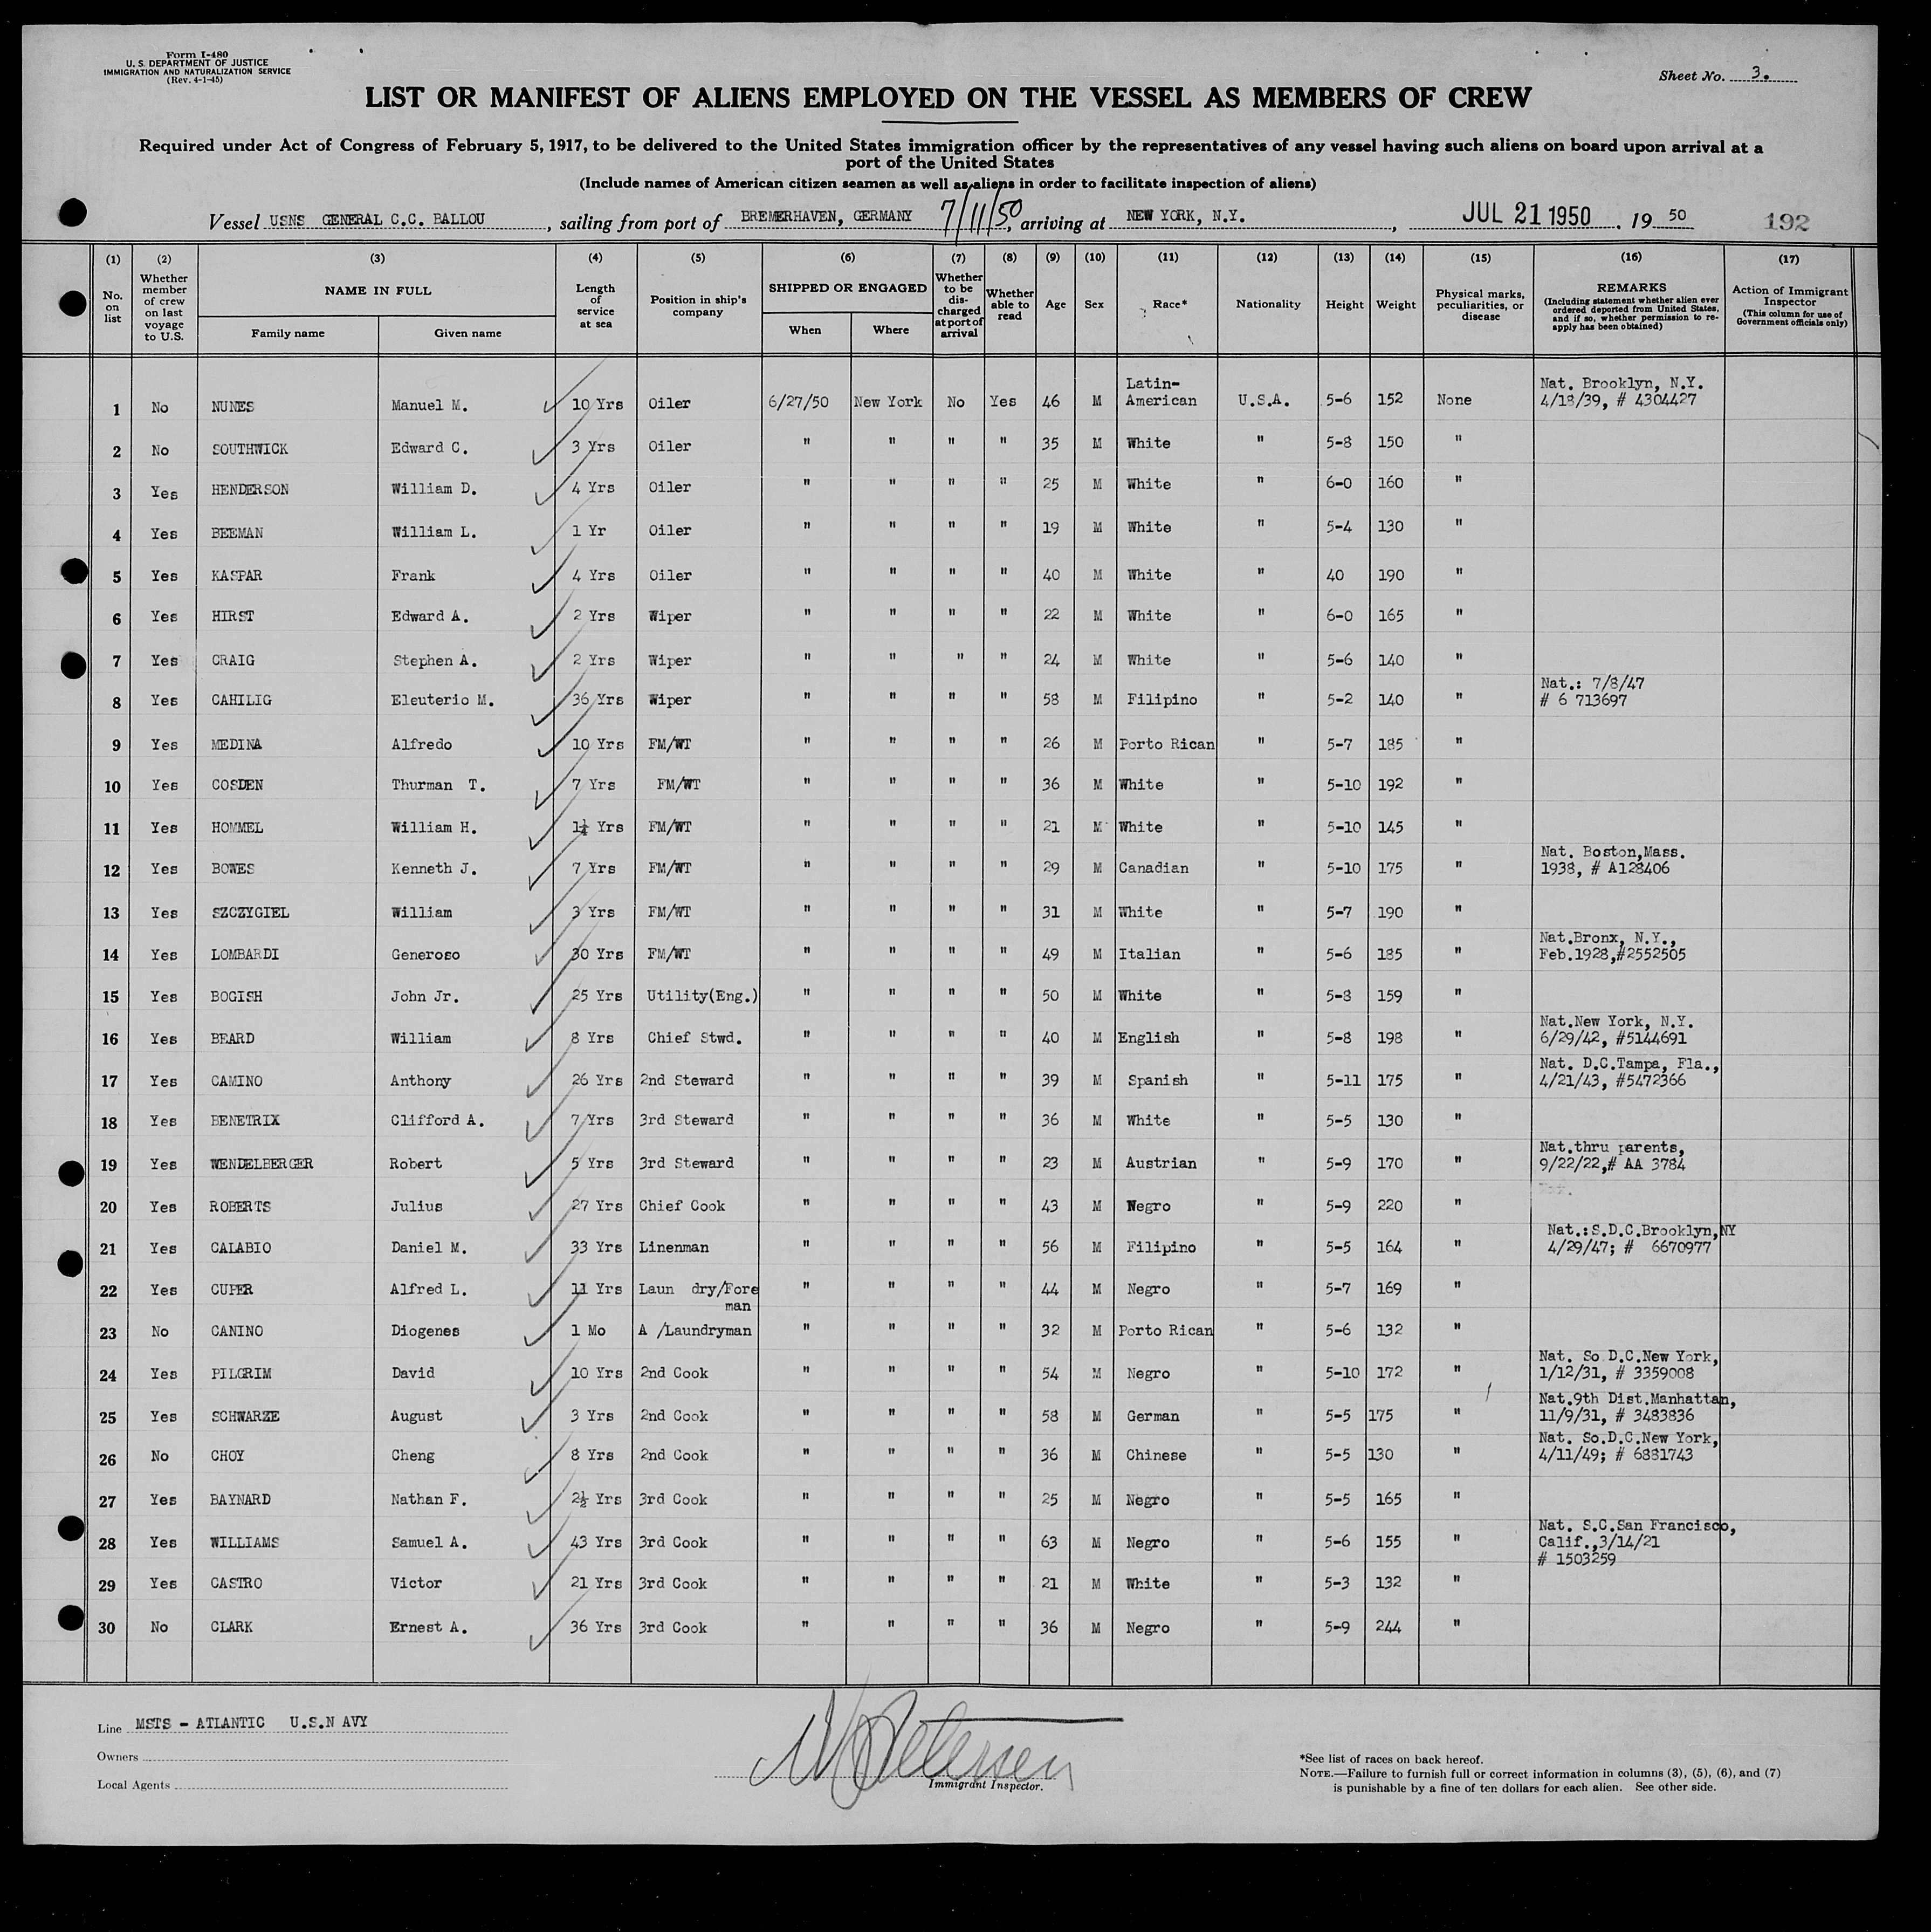 Form I-480
U. S. DEPARTMENT OF JUSTICE
IMMIGRATION AND NATURALIZATION SERVICE
(Rev. 4-1-45)
Sheet No. 3.
LIST OR MANIFEST OF ALIENS EMPLOYED ON THE VESSEL AS MEMBERS OF CREW
Required under Act of Congress of February 5, 1917, to be delivered to the United States immigration officer by the representatives of any vessel having such aliens on board upon arrival at a
port of the United States
(Include names of American citizen seamen as well as aliens in order to facilitate inspection of aliens)
Vessel USNS GENERAL C.C. BALLOU, sailing from port of BREMERHAVEN, GERMANY 7/11/50, arriving at NEW YORK, N.Y., JUL 21 1950. 19 50 192
(1) No. on list (2) Whether member of crew on last voyage to U.S. (3) NAME IN FULL Family name Given name (4) Length of service at sea (5) Position in ship's company (6) SHIPPED OR ENGAGED When Where (7) Whether to be discharged at port of arrival (8) Whether able to read (9) Age (10) Sex (11) Race* (12) Nationality (13) Height (14) Weight (15) Physical marks, peculiarities, or disease (16) REMARKS (Including statement whether alien ever ordered deported from United States, and if so, whether permission to re-apply has been obtained) (17) Action of Immigrant Inspector (This column for use of Government officials only)
1 No NUNES Manuel M. 10 Yrs Oiler 6/27/50 New York No Yes 46 M Latin-American U.S.A. 5-6 152 None Nat. Brooklyn, N.Y. 4/18/39, # 4304427
2 No SOUTHWICK Edward C. 3 Yrs Oiler " " " " 35 M White " 5-8 150 "
3 Yes HENDERSON William D. 4 Yrs Oiler " " " " 25 M White " 6-0 160 "
4 Yes BEEMAN William L. 1 Yr Oiler " " " " 19 M White " 5-4 130 "
5 Yes KASPAR Frank 4 Yrs Oiler " " " " 40 M White " 40 190 "
6 Yes HIRST Edward A. 2 Yrs Wiper " " " " 22 M White " 6-0 165 "
7 Yes CRAIG Stephen A. 2 Yrs Wiper " " " " 24 M White " 5-6 140 "
8 Yes CAHILIG Eleuterio M. 36 Yrs Wiper " " " " 58 M Filipino " 5-2 140 " Nat.: 7/8/47 # 6 713697
9 Yes MEDINA Alfredo 10 Yrs FM/WT " " " " 26 M Porto Rican " 5-7 185 "
10 Yes COSDEN Thurman T. 7 Yrs FM/WT " " " " 36 M White " 5-10 192 "
11 Yes HOMMEL William H. 1¼ Yrs FM/WT " " " " 21 M White " 5-10 145 "
12 Yes BOWES Kenneth J. 7 Yrs FM/WT " " " " 29 M Canadian " 5-10 175 " Nat. Boston,Mass. 1938, # A128406
13 Yes SZCZYGIEL William 3 Yrs FM/WT " " " " 31 M White " 5-7 190 "
14 Yes LOMBARDI Generoso 30 Yrs FM/WT " " " " 49 M Italian " 5-6 185 " Nat.Bronx, N.Y., Feb.1928,#2552505
15 Yes BOGISH John Jr. 25 Yrs Utility(Eng.) " " " " 50 M White " 5-8 159 "
16 Yes BEARD William 8 Yrs Chief Stwd. " " " " 40 M English " 5-8 198 " Nat.New York, N.Y. 6/29/42, #5144691
17 Yes CAMINO Anthony 26 Yrs 2nd Steward " " " " 39 M Spanish " 5-11 175 " Nat. D.C.Tampa, Fla., 4/21/43, #5472366
18 Yes BENETRIX Clifford A. 7 Yrs 3rd Steward " " " " 36 M White " 5-5 130 "
19 Yes WENDELBERGER Robert 5 Yrs 3rd Steward " " " " 23 M Austrian " 5-9 170 " Nat.thru parents, 9/22/22,# AA 3784
20 Yes ROBERTS Julius 27 Yrs Chief Cook " " " " 43 M Negro " 5-9 220 "
21 Yes CALABIO Daniel M. 33 Yrs Linenman " " " " 56 M Filipino " 5-5 164 " Nat.:S.D.C.Brooklyn,NY 4/29/47; # 6670977
22 Yes CUPER Alfred L. 11 Yrs Laun dry/Fore man " " " " 44 M Negro " 5-7 169 "
23 No CANINO Diogenes 1 Mo A /Laundryman " " " " 32 M Porto Rican " 5-6 132 "
24 Yes PILGRIM David 10 Yrs 2nd Cook " " " " 54 M Negro " 5-10 172 " Nat. So D.C.New York, 1/12/31, # 3359008
25 Yes SCHWARZE August 3 Yrs 2nd Cook " " " " 58 M German " 5-5 175 " Nat.9th Dist.Manhattan, 11/9/31, # 3483836
26 No CHOY Cheng 8 Yrs 2nd Cook " " " " 36 M Chinese " 5-5 130 " Nat. So.D.C.New York, 4/11/49; # 6881743
27 Yes BAYNARD Nathan F. 2½ Yrs 3rd Cook " " " " 25 M Negro " 5-5 165 "
28 Yes WILLIAMS Samuel A. 43 Yrs 3rd Cook " " " " 63 M Negro " 5-6 155 " Nat. S.C.San Francisco, Calif.,3/14/21 # 1503259
29 Yes CASTRO Victor 21 Yrs 3rd Cook " " " " 21 M White " 5-3 132 "
30 No CLARK Ernest A. 36 Yrs 3rd Cook " " " " 36 M Negro " 5-9 244 "
Line MSTS - ATLANTIC U.S.N AVY
Owners
Local Agents
Petersen
Immigrant Inspector.
*See list of races on back hereof.
NOTE.—Failure to furnish full or correct information in columns (3), (5), (6), and (7)
is punishable by a fine of ten dollars for each alien. See other side.